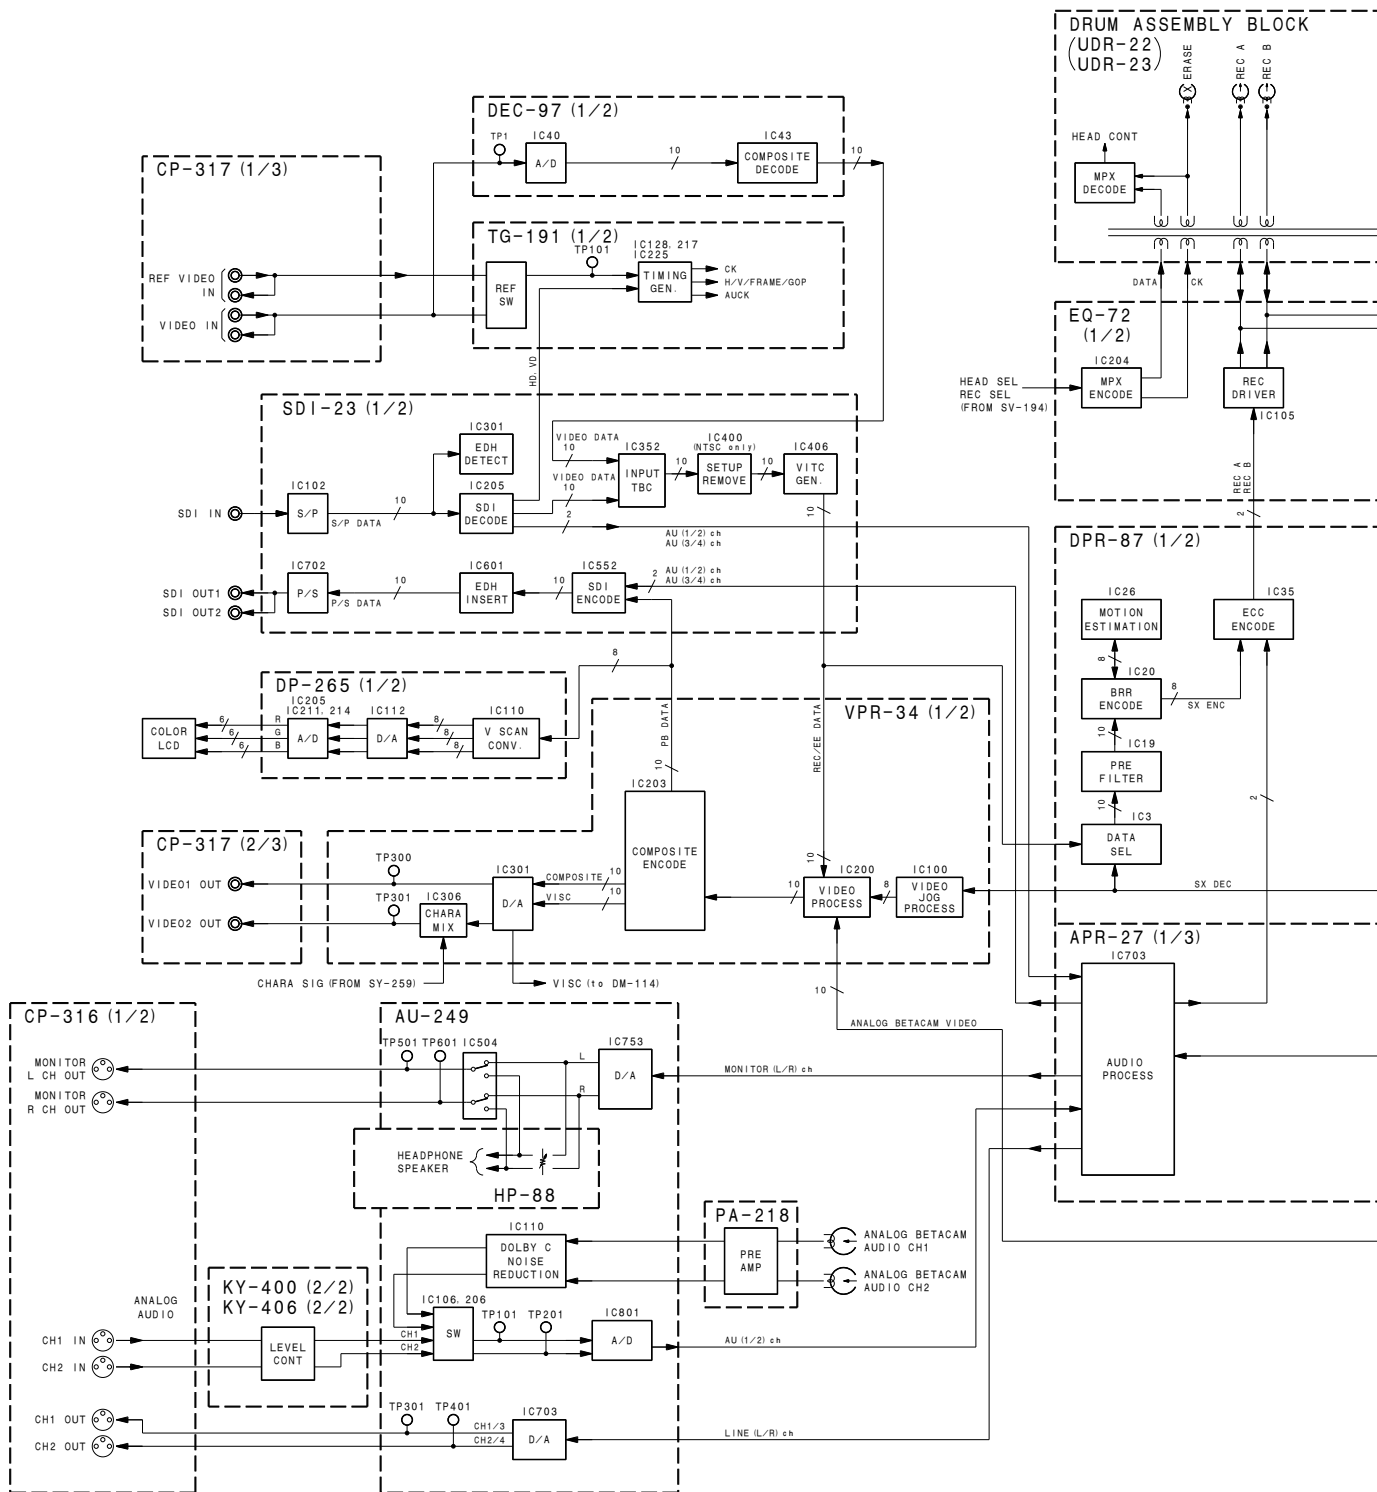 DRUM ASSEMBLY BLOCK
(UDR-22
UDR-23)
X ERASE
REC A
REC B
HEAD CONT
MPX
DECODE
DATA
CK
DEC-97 (1/2)
TP1
IC40
A/D
10
IC43
COMPOSITE
DECODE
10
CP-317 (1/3)
REF VIDEO
IN
VIDEO IN
TG-191 (1/2)
TP101
IC128, 217
IC225
REF
SW
TIMING
GEN.
CK
H/V/FRAME/GOP
AUCK
HD, VD
EQ-72
(1/2)
IC204
MPX
ENCODE
HEAD SEL
REC SEL
(FROM SV-194)
REC
DRIVER
IC105
REC A
REC B
2
SDI-23 (1/2)
IC301
EDH
DETECT
VIDEO DATA
10
VIDEO DATA
10
IC352
INPUT
TBC
10
IC400
(NTSC only)
SETUP
REMOVE
10
IC406
VITC
GEN.
10
SDI IN
IC102
S/P
S/P DATA
10
IC205
SDI
DECODE
2
AU (1/2) ch
AU (3/4) ch
SDI OUT1
SDI OUT2
IC702
P/S
P/S DATA
10
IC601
EDH
INSERT
10
IC552
SDI
ENCODE
2
AU (1/2) ch
AU (3/4) ch
8
DPR-87 (1/2)
IC26
MOTION
ESTIMATION
IC35
ECC
ENCODE
8
IC20
BRR
ENCODE
8
SX ENC
10
IC19
PRE
FILTER
10
IC3
DATA
SEL
2
SX DEC
DP-265 (1/2)
COLOR
LCD
6
6
6
R
G
B
IC205
IC211, 214
A/D
IC112
D/A
8
8
8
IC110
V SCAN
CONV.
VPR-34 (1/2)
PB DATA
10
REC/EE DATA
10
IC203
COMPOSITE
ENCODE
IC200
VIDEO
PROCESS
10
8
IC100
VIDEO
JOG
PROCESS
CP-317 (2/3)
VIDEO1 OUT
VIDEO2 OUT
TP300
TP301
IC306
CHARA
MIX
IC301
D/A
COMPOSITE
10
VISC
10
CHARA SIG (FROM SY-259)
VISC (to DM-114)
10
ANALOG BETACAM VIDEO
APR-27 (1/3)
IC703
AUDIO
PROCESS
CP-316 (1/2)
MONITOR
L CH OUT
MONITOR
R CH OUT
AU-249
TP501
TP601
IC504
L
R
IC753
D/A
MONITOR (L/R) ch
HEADPHONE
SPEAKER
HP-88
IC110
DOLBY C
NOISE
REDUCTION
PA-218
PRE
AMP
ANALOG BETACAM
AUDIO CH1
ANALOG BETACAM
AUDIO CH2
KY-400 (2/2)
KY-406 (2/2)
ANALOG
AUDIO
CH1 IN
CH2 IN
LEVEL
CONT
CH1
CH2
IC106, 206
SW
TP101
TP201
IC801
A/D
AU (1/2) ch
CH1 OUT
CH2 OUT
TP301
TP401
CH1/3
CH2/4
IC703
D/A
LINE (L/R) ch